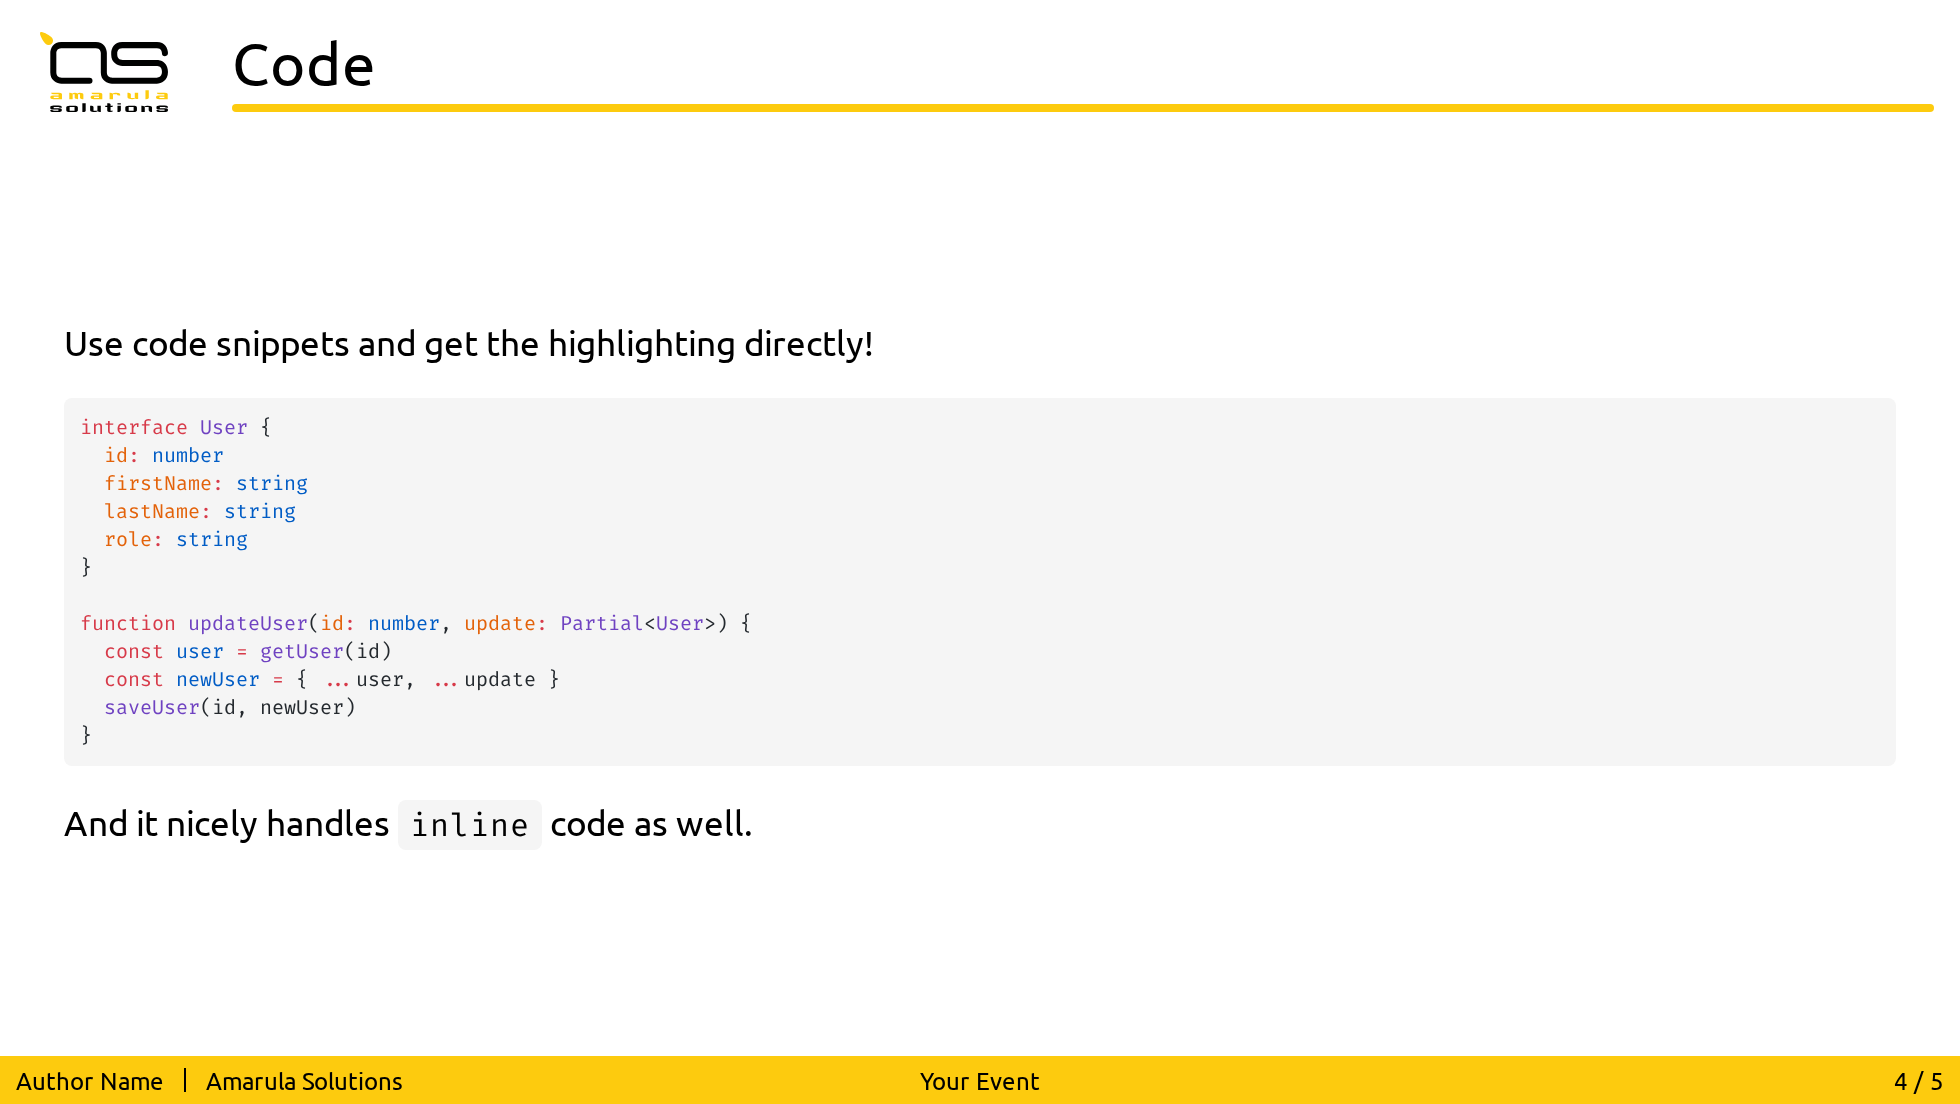 amarula
solutions
Code
Use code snippets and get the highlighting directly!
interface User {
  id: number
  firstName: string
  lastName: string
  role: string
}

function updateUser(id: number, update: Partial<User>) {
  const user = getUser(id)
  const newUser = { ...user, ...update }
  saveUser(id, newUser)
}
And it nicely handles inline code as well.
Author Name | Amarula Solutions
Your Event
4 / 5